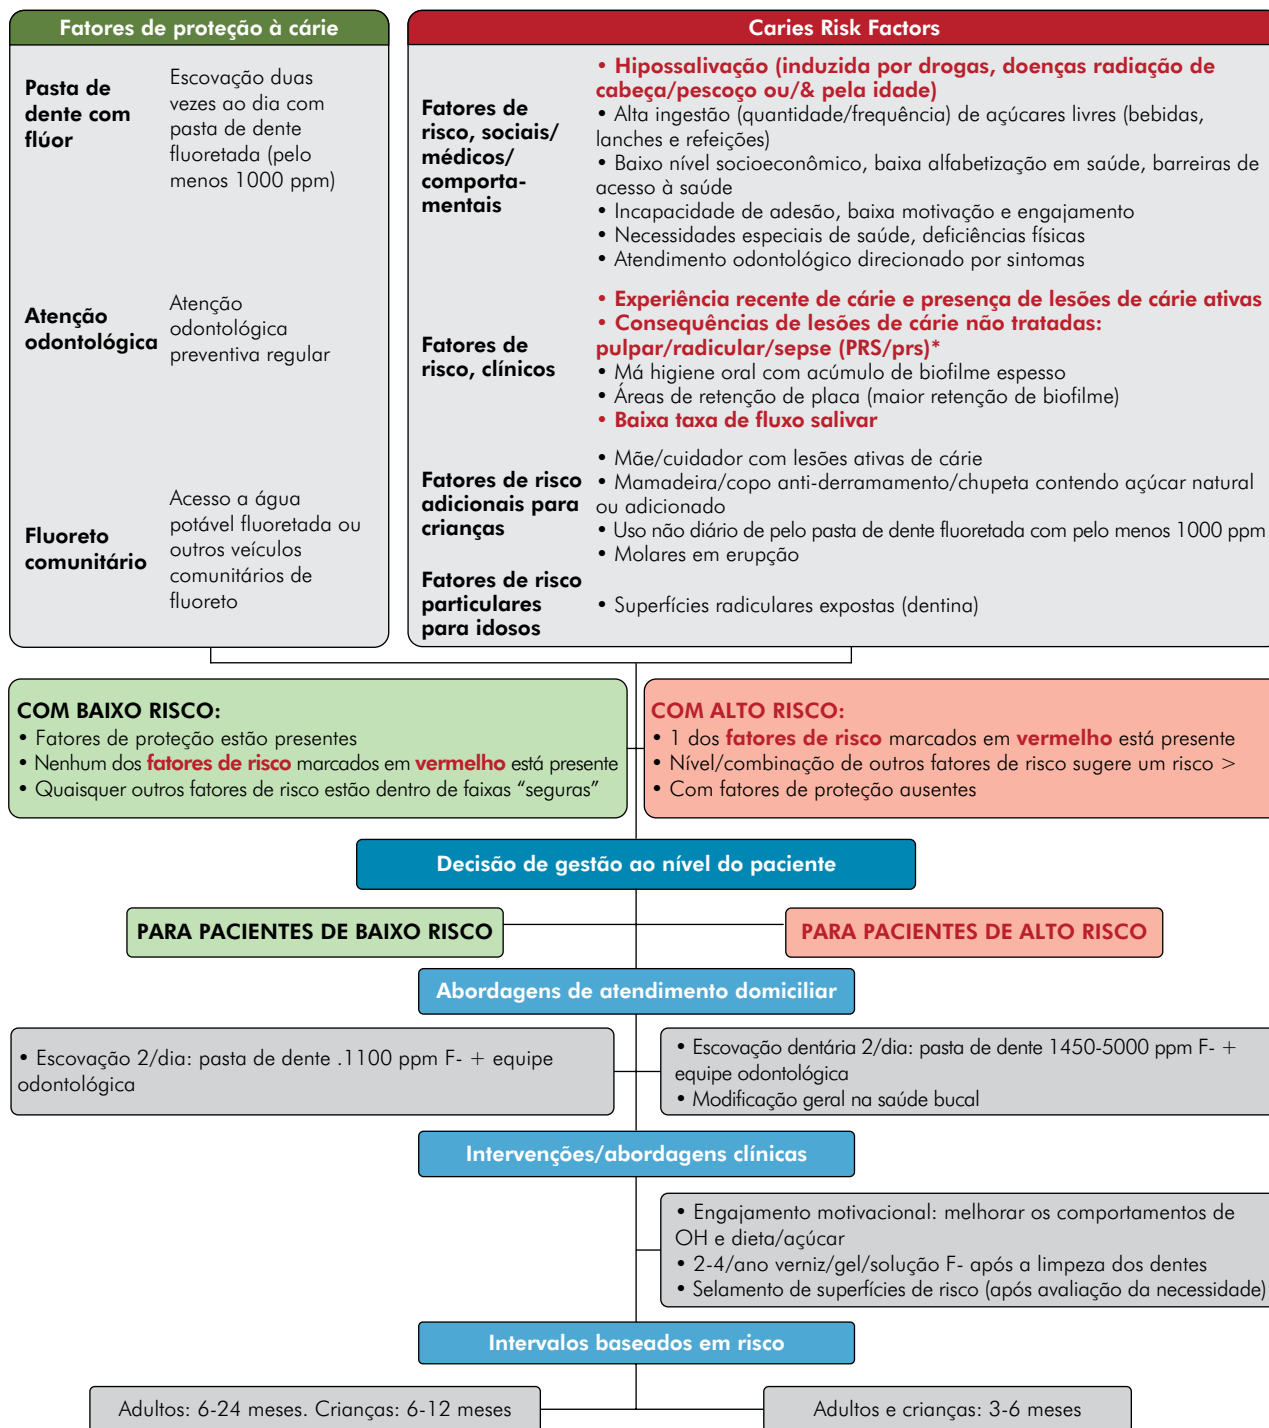 Fatores de proteção à cárie
Pasta de
dente com
flúor
Escovação duas
vezes ao dia com
pasta de dente
fluoretada (pelo
menos 1000 ppm)
Atenção
odontológica
Atenção
odontológica
preventiva regular
Fluoreto
comunitário
Acesso a água
potável fluoretada ou
outros veículos
comunitários de
fluoreto
Caries Risk Factors
Fatores de
risco, sociais/
médicos/
comporta-
mentais
• Hipossalivação (induzida por drogas, doenças radiação de
cabeça/pescoço ou/& pela idade)
• Alta ingestão (quantidade/frequência) de açúcares livres (bebidas,
lanches e refeições)
• Baixo nível socioeconômico, baixa alfabetização em saúde, barreiras de
acesso à saúde
• Incapacidade de adesão, baixa motivação e engajamento
• Necessidades especiais de saúde, deficiências físicas
• Atendimento odontológico direcionado por sintomas
Fatores de
risco, clínicos
• Experiência recente de cárie e presença de lesões de cárie ativas
• Consequências de lesões de cárie não tratadas:
pulpar/radicular/sepse (PRS/prs)*
• Má higiene oral com acúmulo de biofilme espesso
• Áreas de retenção de placa (maior retenção de biofilme)
• Baixa taxa de fluxo salivar
Fatores de risco
adicionais para
crianças
• Mãe/cuidador com lesões ativas de cárie
• Mamadeira/copo anti-derramamento/chupeta contendo açúcar natural
ou adicionado
• Uso não diário de pelo pasta de dente fluoretada com pelo menos 1000 ppm
• Molares em erupção
Fatores de risco
particulares
para idosos
• Superfícies radiculares expostas (dentina)
COM BAIXO RISCO:
• Fatores de proteção estão presentes
• Nenhum dos fatores de risco marcados em vermelho está presente
• Quaisquer outros fatores de risco estão dentro de faixas “seguras”
COM ALTO RISCO:
• 1 dos fatores de risco marcados em vermelho está presente
• Nível/combinação de outros fatores de risco sugere um risco >
• Com fatores de proteção ausentes
Decisão de gestão ao nível do paciente
PARA PACIENTES DE BAIXO RISCO
PARA PACIENTES DE ALTO RISCO
Abordagens de atendimento domiciliar
• Escovação 2/dia: pasta de dente .1100 ppm F- + equipe
odontológica
• Escovação dentária 2/dia: pasta de dente 1450-5000 ppm F- +
equipe odontológica
• Modificação geral na saúde bucal
Intervenções/abordagens clínicas
• Engajamento motivacional: melhorar os comportamentos de
OH e dieta/açúcar
• 2-4/ano verniz/gel/solução F- após a limpeza dos dentes
• Selamento de superfícies de risco (após avaliação da necessidade)
Intervalos baseados em risco
Adultos: 6-24 meses. Crianças: 6-12 meses
Adultos e crianças: 3-6 meses